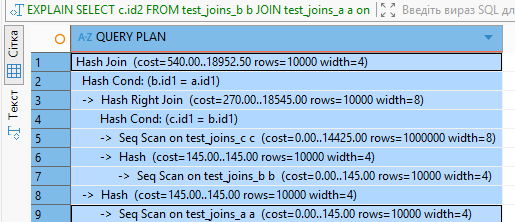 EXPLAIN SELECT c.id2 FROM test_joins_b b JOIN test_joins_a a on
Введіть вираз SQL дл
Сітка
Текст
AZ QUERY PLAN
1 Hash Join (cost=540.00..18952.50 rows=10000 width=4)
2 Hash Cond: (b.id1 = a.id1)
3 -> Hash Right Join (cost=270.00..18545.00 rows=10000 width=8)
4 Hash Cond: (c.id1 = b.id1)
5 -> Seq Scan on test_joins_c c (cost=0.00..14425.00 rows=1000000 width=8)
6 -> Hash (cost=145.00..145.00 rows=10000 width=4)
7 -> Seq Scan on test_joins_b b (cost=0.00..145.00 rows=10000 width=4)
8 -> Hash (cost=145.00..145.00 rows=10000 width=4)
9 -> Seq Scan on test_joins_a a (cost=0.00..145.00 rows=10000 width=4)